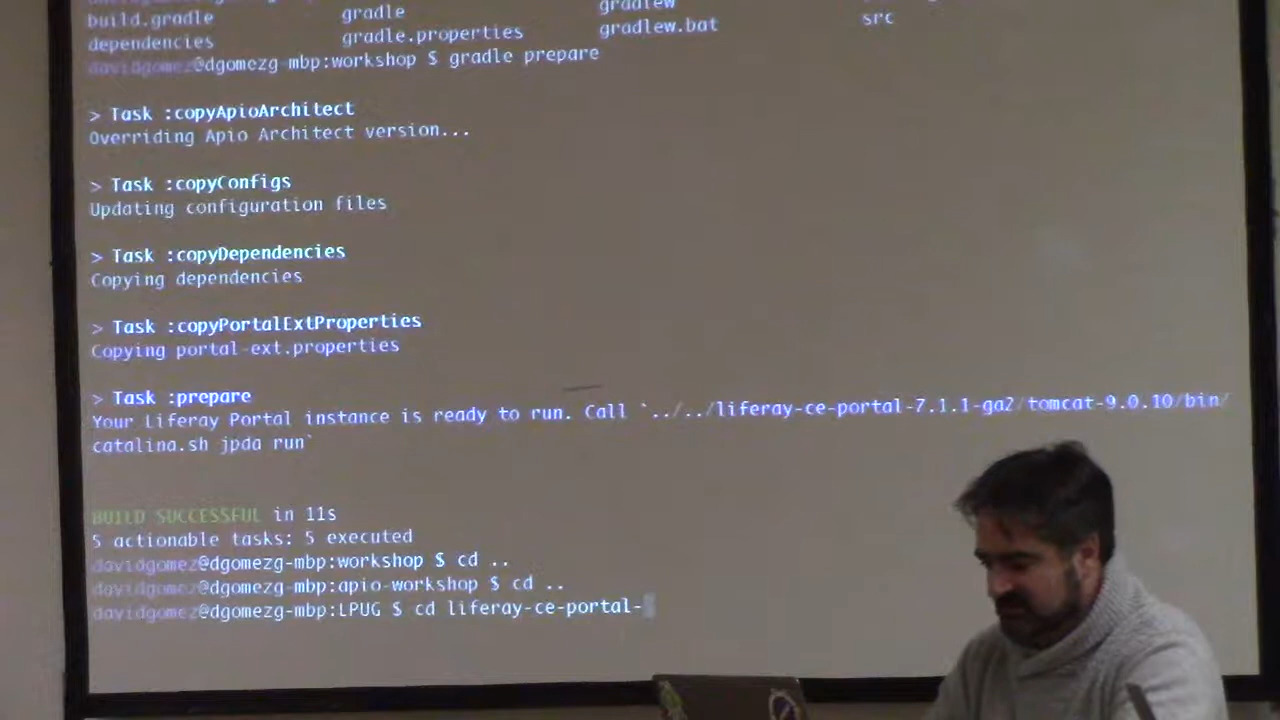 build.gradle gradle gradlew
dependencies gradle.properties gradlew.bat src
davidgomez@dgomezg-mbp:workshop $ gradle prepare
> Task :copyApioArchitect
Overriding Apio Architect version...
> Task :copyConfigs
Updating configuration files
> Task :copyDependencies
Copying dependencies
> Task :copyPortalExtProperties
Copying portal-ext.properties
> Task :prepare
Your Liferay Portal instance is ready to run. Call `../../liferay-ce-portal-7.1.1-ga2/tomcat-9.0.10/bin/
catalina.sh jpda run`
BUILD SUCCESSFUL in 11s
5 actionable tasks: 5 executed
davidgomez@dgomezg-mbp:workshop $ cd ..
davidgomez@dgomezg-mbp:apio-workshop $ cd ..
davidgomez@dgomezg-mbp:LPUG $ cd liferay-ce-portal-